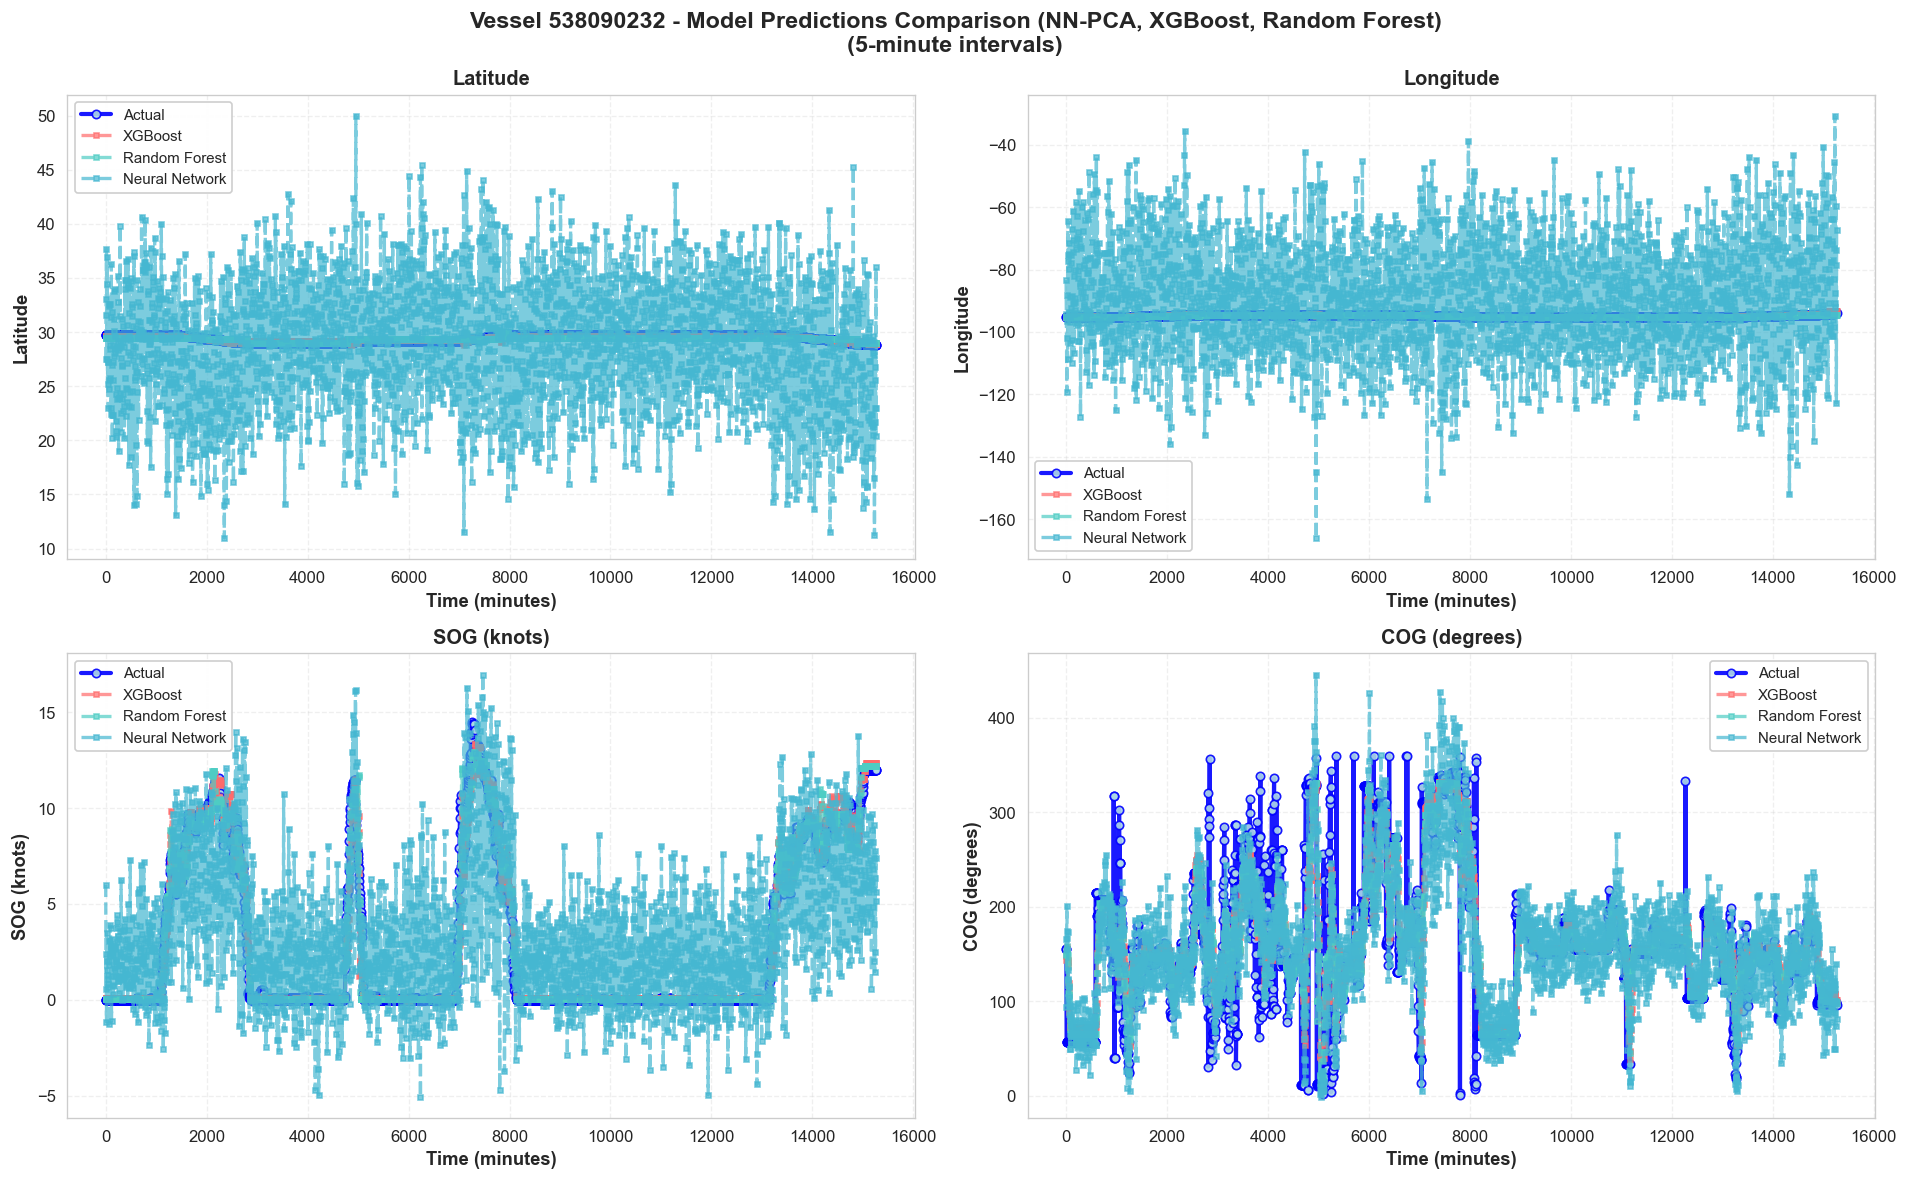 Vessel 538090232 - Model Predictions Comparison (NN-PCA, XGBoost, Random Forest)
(5-minute intervals)
Latitude
50
45
40
35
30
25
20
15
10
Latitude
Actual
XGBoost
Random Forest
Neural Network
0
2000
4000
6000
8000
10000
12000
14000
16000
Time (minutes)
Longitude
−40
−60
−80
−100
−120
−140
−160
Longitude
Actual
XGBoost
Random Forest
Neural Network
0
2000
4000
6000
8000
10000
12000
14000
16000
Time (minutes)
SOG (knots)
15
10
5
0
−5
SOG (knots)
Actual
XGBoost
Random Forest
Neural Network
0
2000
4000
6000
8000
10000
12000
14000
16000
Time (minutes)
COG (degrees)
400
300
200
100
0
COG (degrees)
Actual
XGBoost
Random Forest
Neural Network
0
2000
4000
6000
8000
10000
12000
14000
16000
Time (minutes)